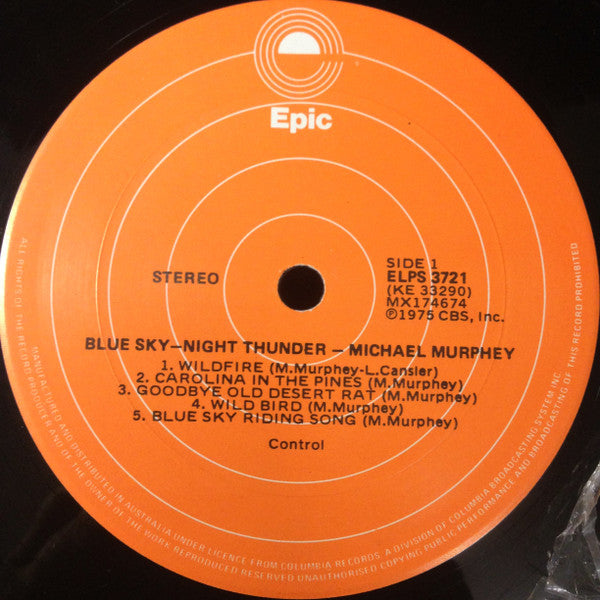 Epic
STEREO
SIDE 1
ELPS 3721
(KE 33290)
MX174674
℗1975 CBS, Inc.
BLUE SKY—NIGHT THUNDER — MICHAEL MURPHEY
1. WILDFIRE (M.Murphey-L.Cansler)
2. CAROLINA IN THE PINES (M.Murphey)
3. GOODBYE OLD DESERT RAT (M.Murphey)
4. WILD BIRD (M.Murphey)
5. BLUE SKY RIDING SONG (M.Murphey)
Control
MANUFACTURED AND DISTRIBUTED IN AUSTRALIA UNDER LICENCE FROM COLUMBIA RECORDS. A DIVISION OF COLUMBIA BROADCASTING SYSTEM, INC.
ALL RIGHTS OF THE RECORD PRODUCER AND OF THE OWNER OF THE WORK REPRODUCED RESERVED UNAUTHORISED COPYING PUBLIC PERFORMANCE AND BROADCASTING OF THIS RECORD PROHIBITED